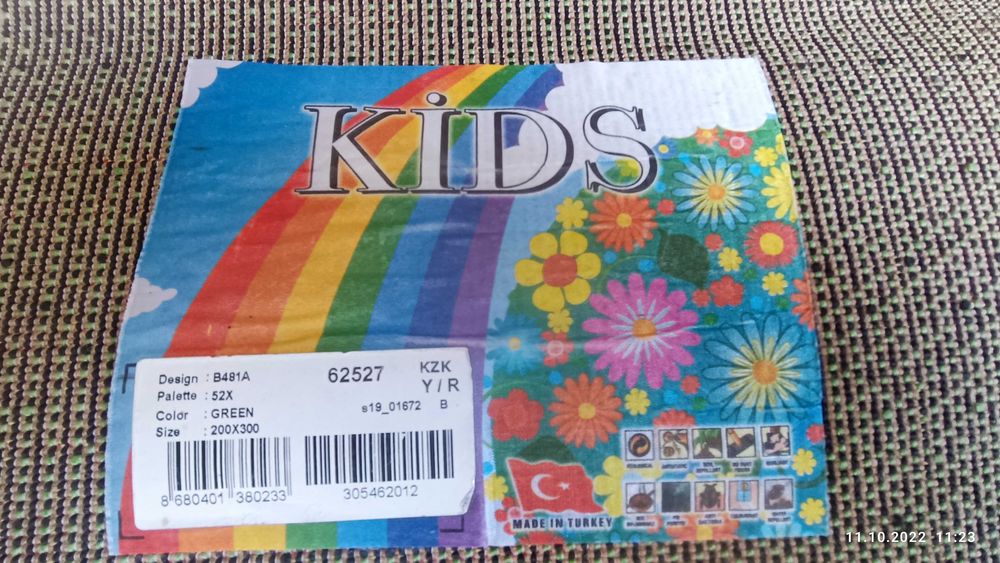 KİDS
Design : B481A
Palette : 52X
Color : GREEN
Size : 200X300
62527
KZK
Y / R
s19_01672 B
8 680401 380233
305462012
MADE IN TURKEY
11.10.2022 11:23